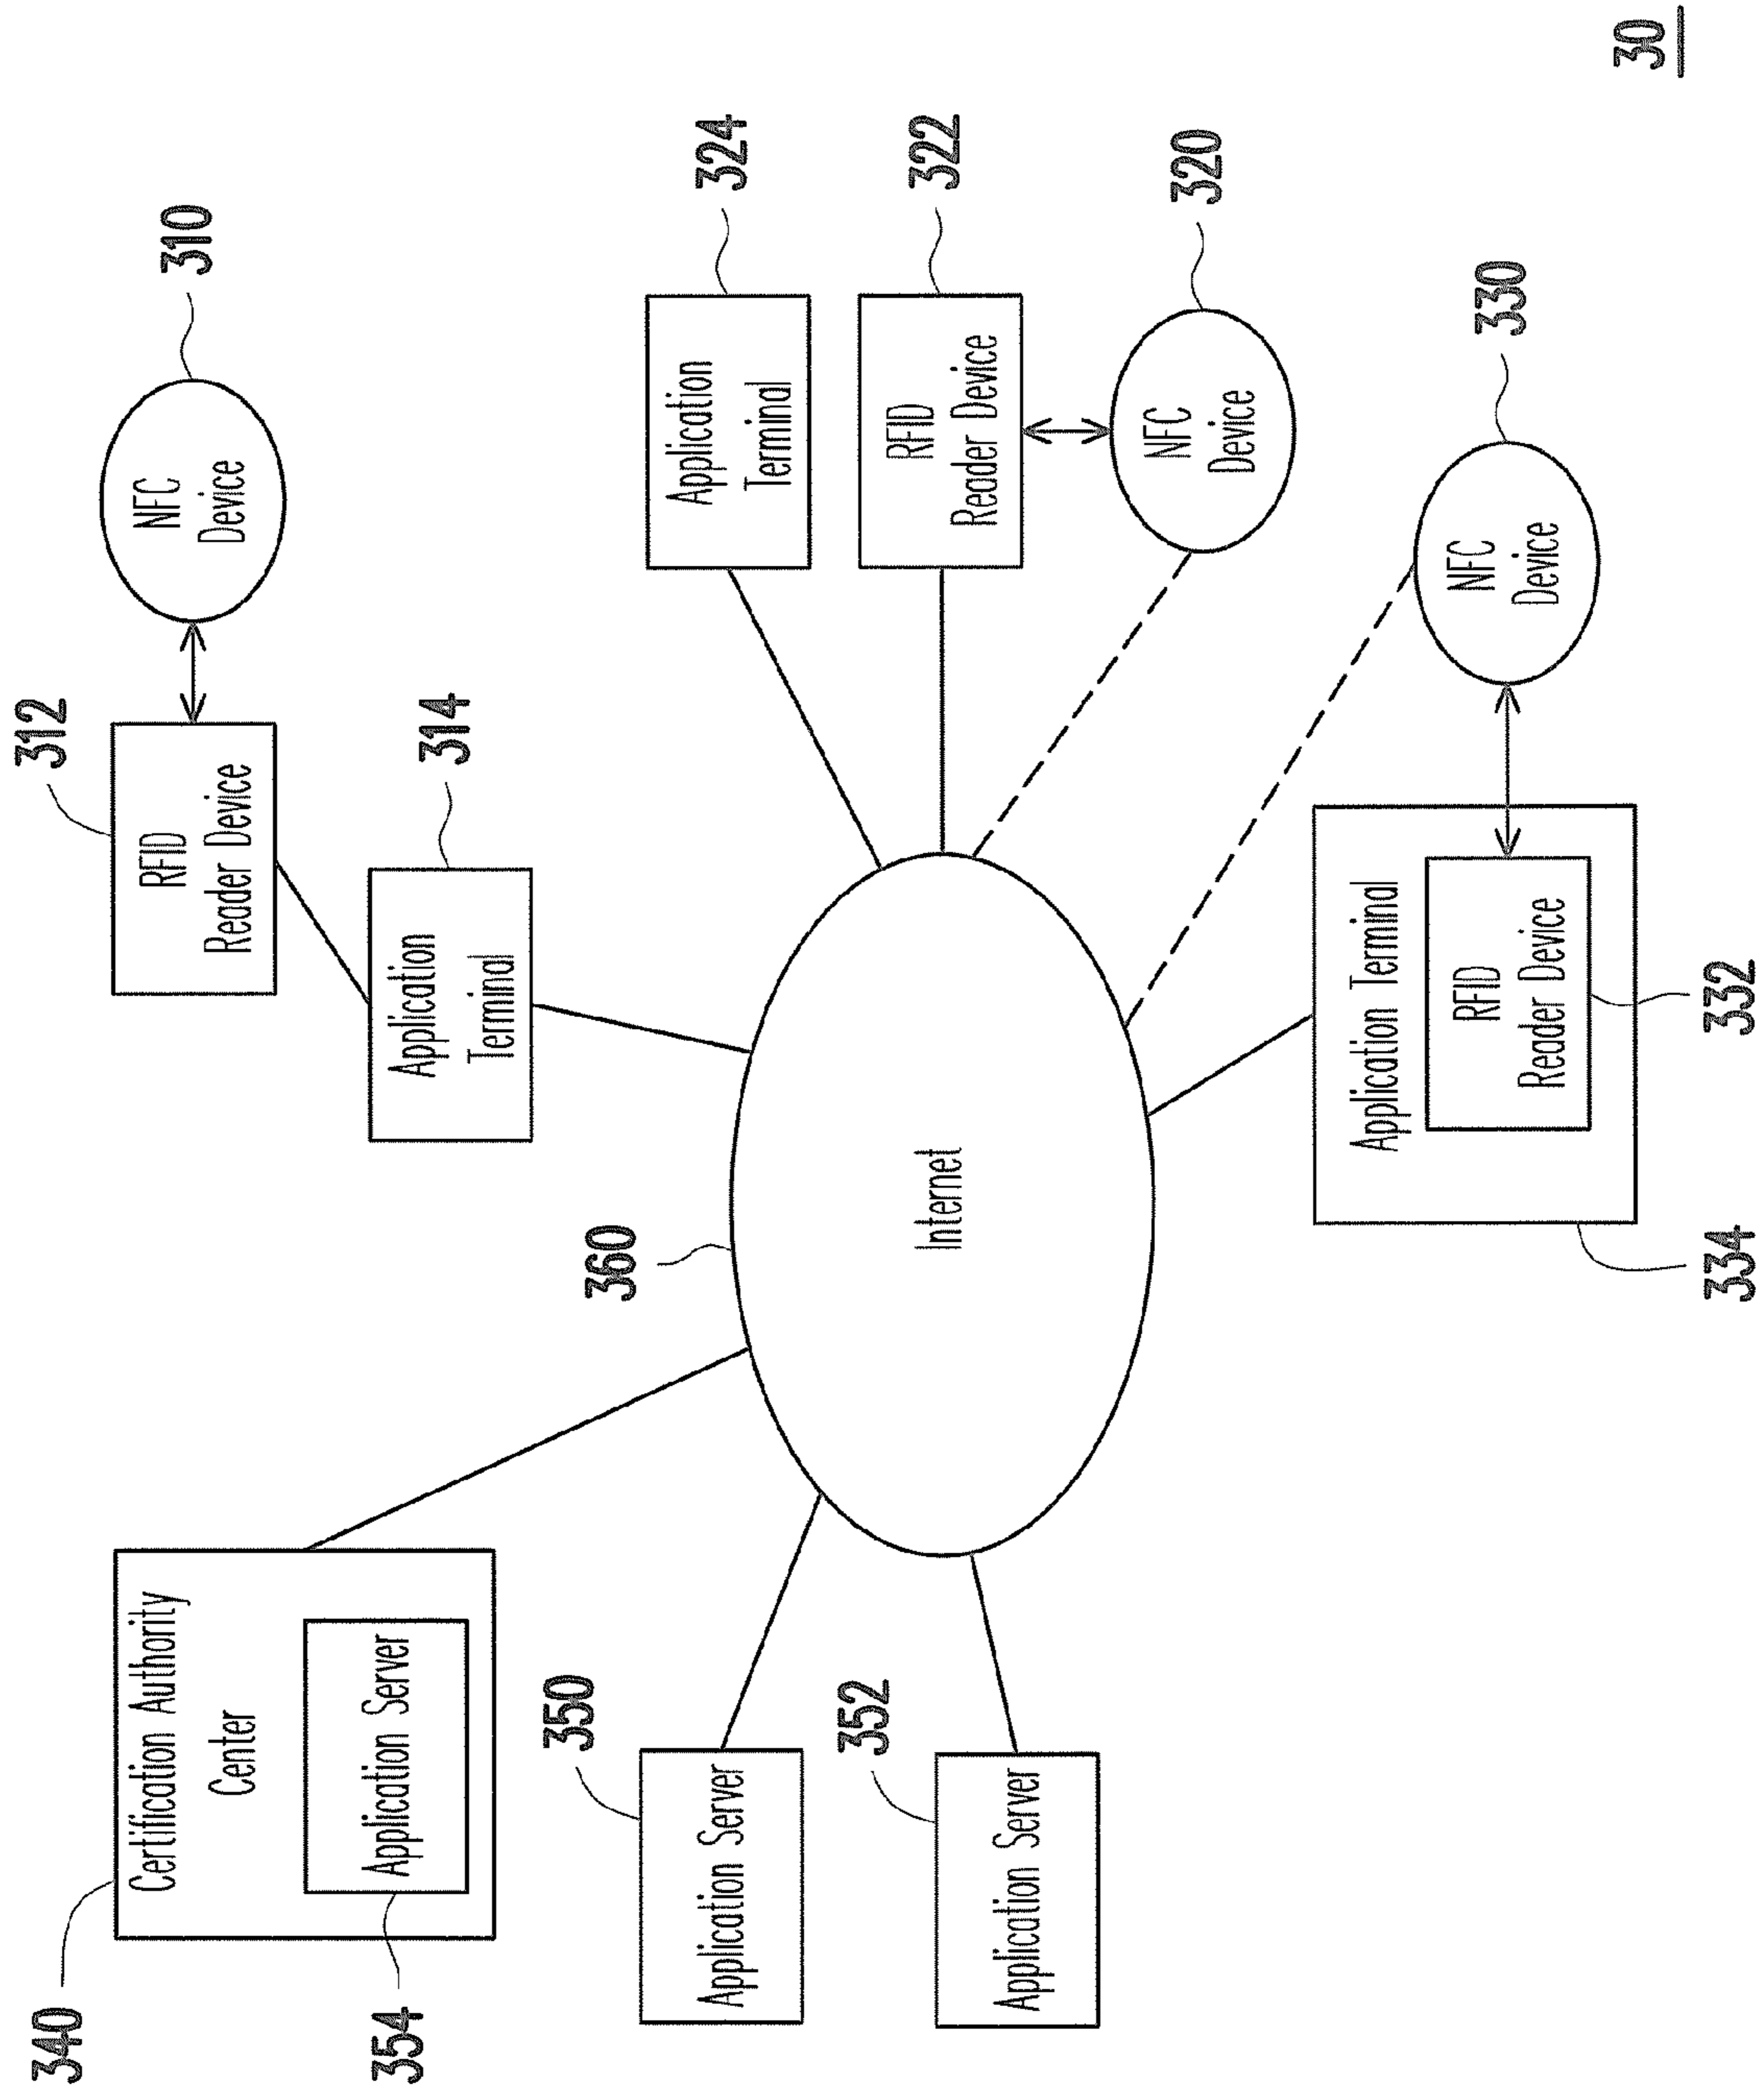 340
Certification Authority
Center
354
Application Server
350
Application Server
352
Application Server
360
Internet
312
RFID
Reader Device
310
NFC
Device
314
Application
Terminal
324
Application
Terminal
322
RFID
Reader Device
320
NFC
Device
330
NFC
Device
334
Application Terminal
332
RFID
Reader Device
30